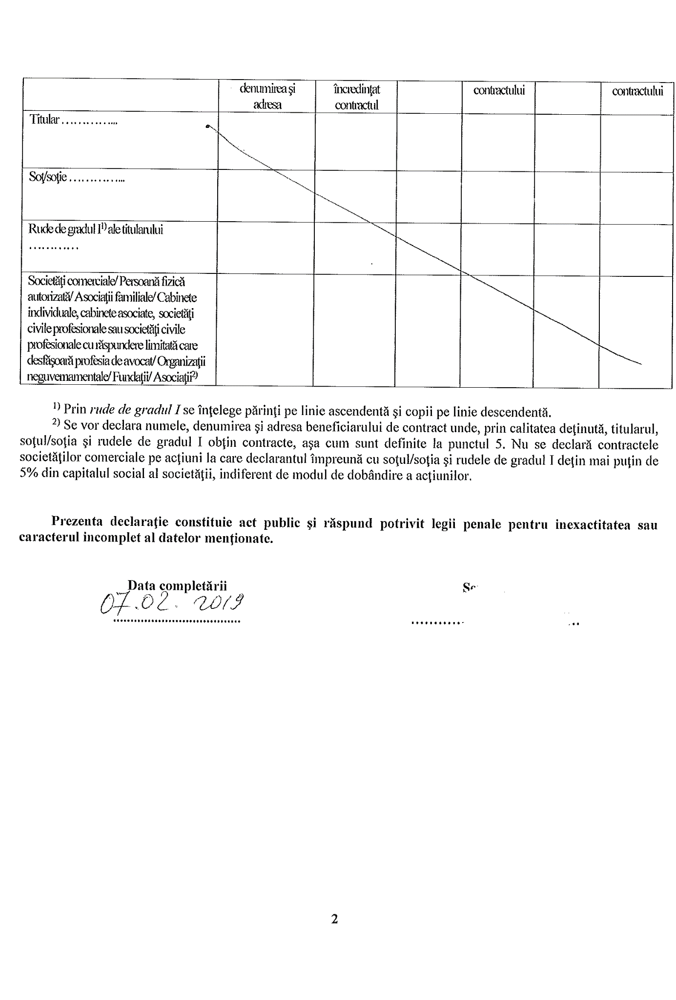 denumirea şi încredinţat contractului contractului
adresa contractul
Titular …………...
Soţ/soţie …………...
Rude de gradul I1) ale titularului
…………
Societăţi comerciale/ Persoană fizică
autorizată/ Asociaţii familiale/ Cabinete
individuale, cabinete asociate, societăţi
civile profesionale sau societăţi civile
profesionale cu răspundere limitată care
desfăşoară profesia de avocat/ Organizaţii
neguvernamentale/ Fundaţii/ Asociaţii2)
1) Prin rude de gradul I se înţelege părinţi pe linie ascendentă şi copii pe linie descendentă.
2) Se vor declara numele, denumirea şi adresa beneficiarului de contract unde, prin calitatea deţinută, titularul,
soţul/soţia şi rudele de gradul I obţin contracte, aşa cum sunt definite la punctul 5. Nu se declară contractele
societăţilor comerciale pe acţiuni la care declarantul împreună cu soţul/soţia şi rudele de gradul I deţin mai puţin de
5% din capitalul social al societăţii, indiferent de modul de dobândire a acţiunilor.
Prezenta declaraţie constituie act public şi răspund potrivit legii penale pentru inexactitatea sau
caracterul incomplet al datelor menţionate.
Data completării
07.02.2019
2